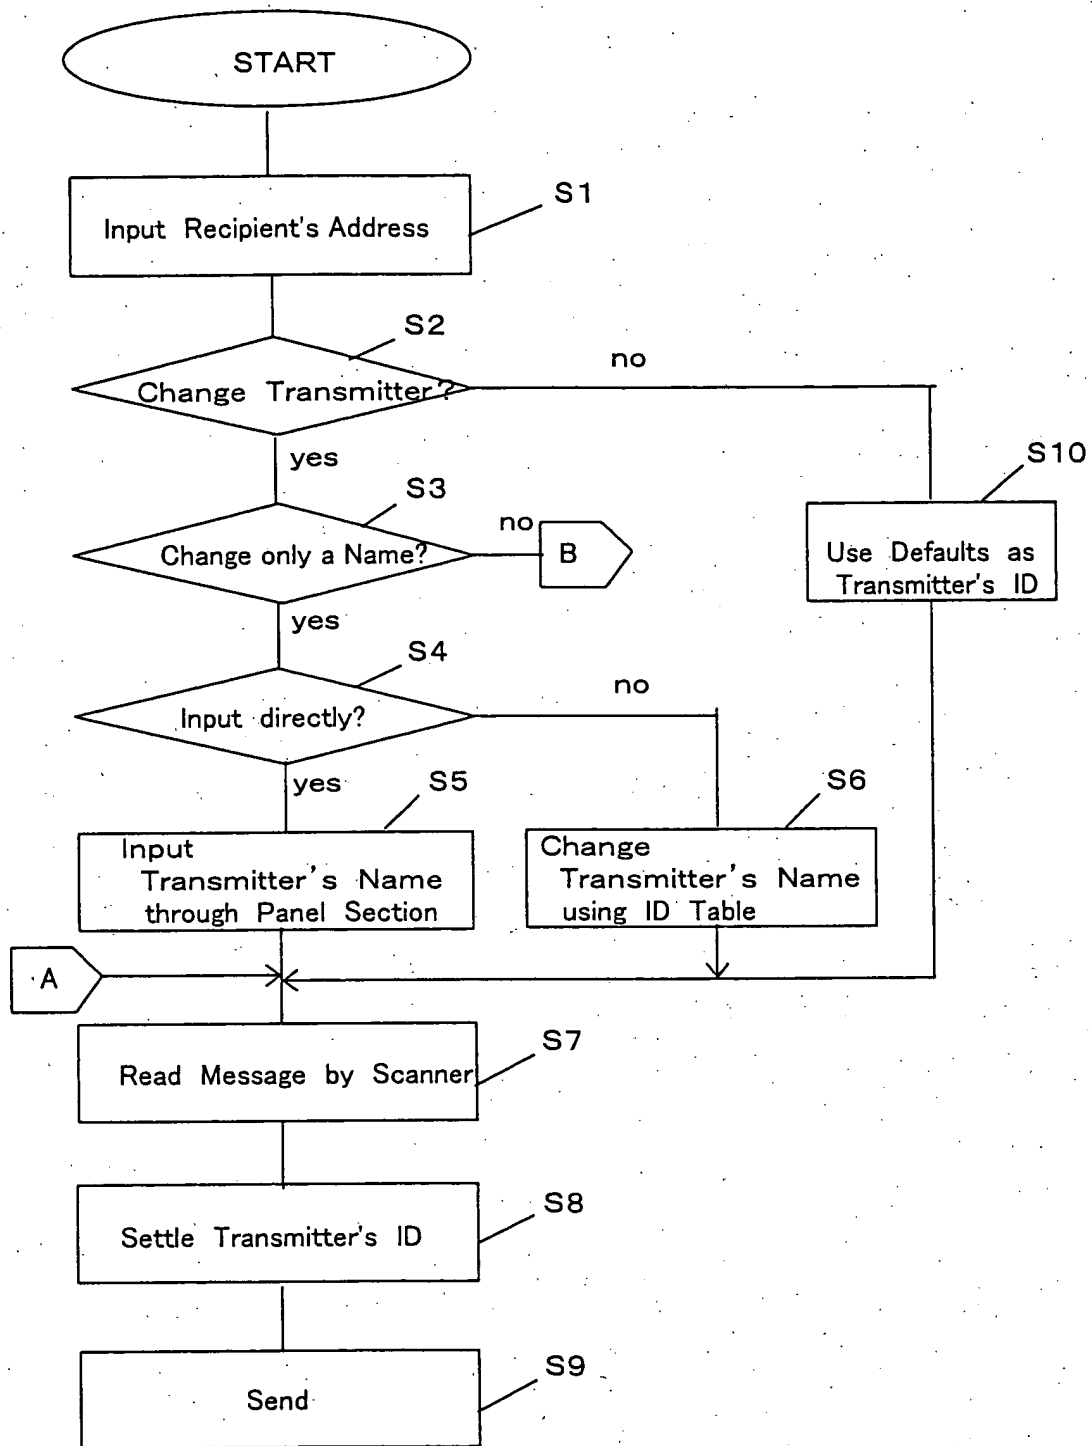 START
S1
Input Recipient's Address
S2
no
Change Transmitter?
yes
S10
S3
no
B
Change only a Name?
Use Defaults as
Transmitter's ID
yes
S4
no
Input directly?
yes
S5
S6
Input
Transmitter's Name
through Panel Section
Change
Transmitter's Name
using ID Table
A
S7
Read Message by Scanner
S8
Settle Transmitter's ID
S9
Send